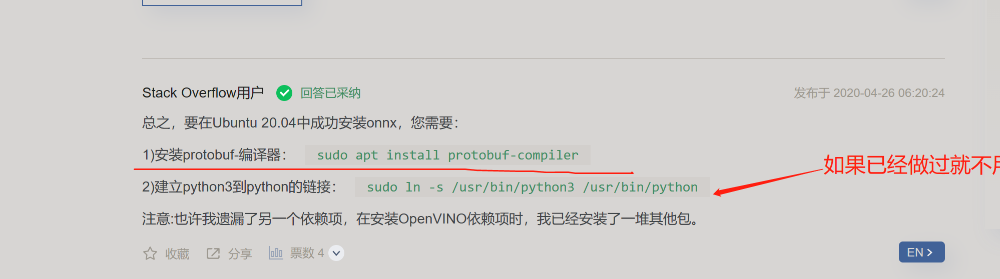 Stack Overflow用户 回答已采纳 发布于 2020-04-26 06:20:24
总之，要在Ubuntu 20.04中成功安装onnx，您需要：
1)安装protobuf-编译器： sudo apt install protobuf-compiler
如果已经做过就不
2)建立python3到python的链接： sudo ln -s /usr/bin/python3 /usr/bin/python
注意:也许我遗漏了另一个依赖项，在安装OpenVINO依赖项时，我已经安装了一堆其他包。
收藏 分享 票数 4 EN